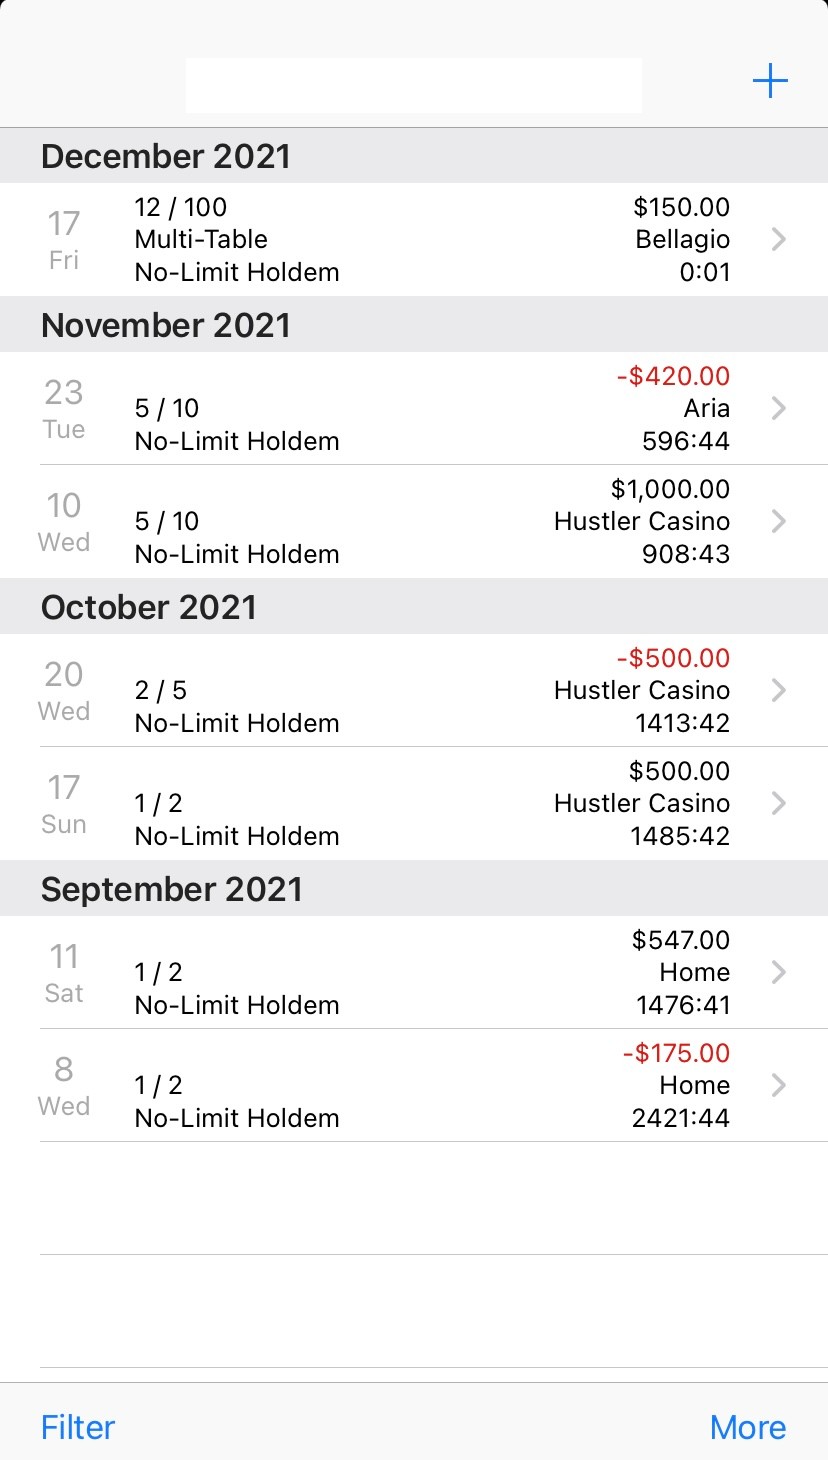 December 2021
17
Fri
12 / 100
Multi-Table
No-Limit Holdem
$150.00
Bellagio
0:01
November 2021
23
Tue
5 / 10
No-Limit Holdem
-$420.00
Aria
596:44
10
Wed
5 / 10
No-Limit Holdem
$1,000.00
Hustler Casino
908:43
October 2021
20
Wed
2 / 5
No-Limit Holdem
-$500.00
Hustler Casino
1413:42
17
Sun
1 / 2
No-Limit Holdem
$500.00
Hustler Casino
1485:42
September 2021
11
Sat
1 / 2
No-Limit Holdem
$547.00
Home
1476:41
8
Wed
1 / 2
No-Limit Holdem
-$175.00
Home
2421:44
Filter
More